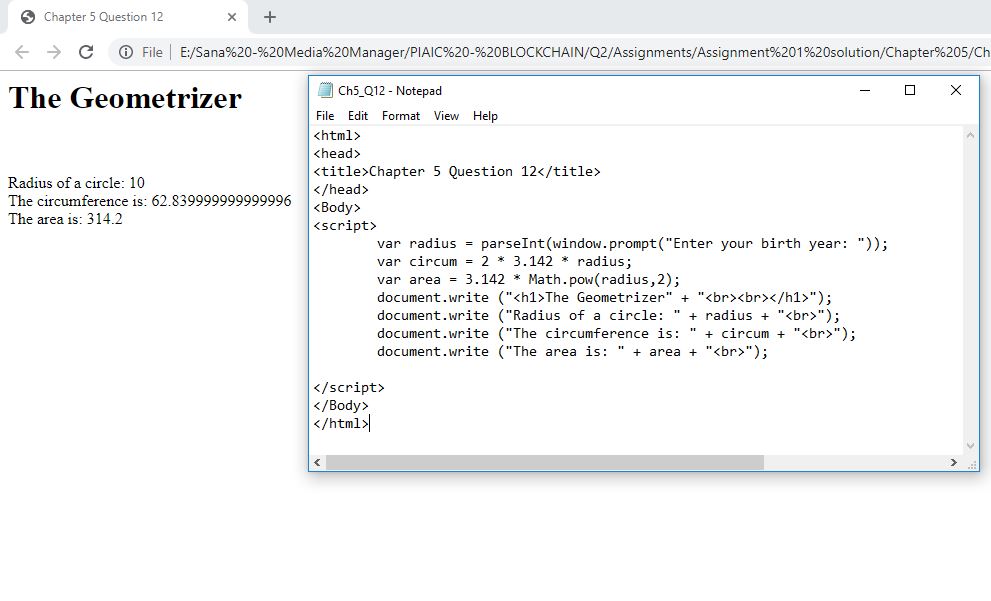 Chapter 5 Question 12
File E:/Sana%20-%20Media%20Manager/PIAIC%20-%20BLOCKCHAIN/Q2/Assignments/Assignment%201%20solution/Chapter%205/Ch
The Geometrizer
Radius of a circle: 10
The circumference is: 62.839999999999996
The area is: 314.2
Ch5_Q12 - Notepad
File Edit Format View Help
<html>
<head>
<title>Chapter 5 Question 12</title>
</head>
<Body>
<script>
var radius = parseInt(window.prompt("Enter your birth year: "));
var circum = 2 * 3.142 * radius;
var area = 3.142 * Math.pow(radius,2);
document.write ("<h1>The Geometrizer" + "<br><br></h1>");
document.write ("Radius of a circle: " + radius + "<br>");
document.write ("The circumference is: " + circum + "<br>");
document.write ("The area is: " + area + "<br>");
</script>
</Body>
</html>